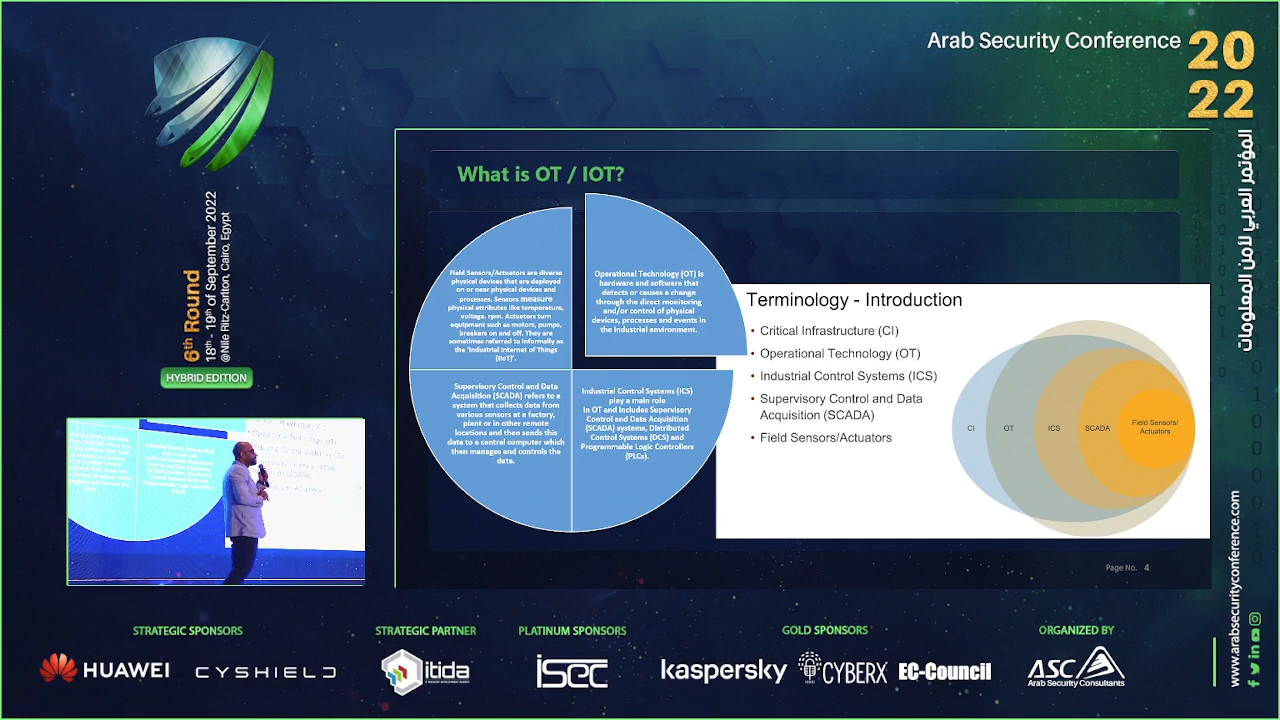 Arab Security Conference
20
22
المؤتمر العربي لأمن المعلومات
6th Round
18th - 19th of September 2022
@Nile Ritz-Carlton, Cairo, Egypt
HYBRID EDITION
What is OT / IOT?
Field Sensors/Actuators are diverse
physical devices that are deployed
on or near physical devices and
processes. Sensors measure
physical attributes like temperature,
voltage, rpm. Actuators turn
equipment such as motors, pumps,
breakers on and off. They are
sometimes referred to informally as
the 'Industrial Internet of Things
(IIoT)'.
Operational Technology (OT) is
hardware and software that
detects or causes a change
through the direct monitoring
and/or control of physical
devices, processes and events in
the industrial environment.
Supervisory Control and Data
Acquisition (SCADA) refers to a
system that collects data from
various sensors at a factory,
plant or in other remote
locations and then sends this
data to a central computer which
then manages and controls the
data.
Industrial Control Systems (ICS)
play a main role
in OT and Includes Supervisory
Control and Data Acquisition
(SCADA) systems, Distributed
Control Systems (DCS) and
Programmable Logic Controllers
(PLCs).
Terminology - Introduction
• Critical Infrastructure (CI)
• Operational Technology (OT)
• Industrial Control Systems (ICS)
• Supervisory Control and Data
Acquisition (SCADA)
• Field Sensors/Actuators
CI
OT
ICS
SCADA
Field Sensors/
Actuators
Page No. 4
www.arabsecurityconference.com
STRATEGIC SPONSORS
HUAWEI
CYSHIELD
STRATEGIC PARTNER
itida
PLATINUM SPONSORS
isec
GOLD SPONSORS
kaspersky
CYBERX
EC-Council
ORGANIZED BY
ASC
Arab Security Consultants